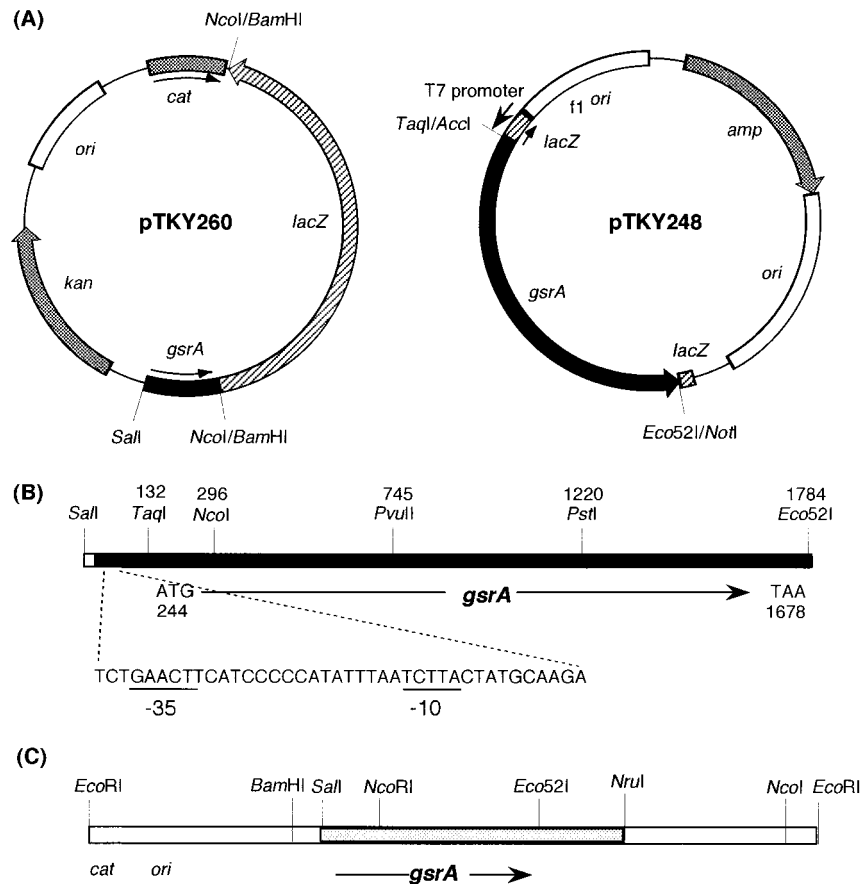 (A)
NcoI/BamHI
cat
ori
lacZ
pTKY260
kan
gsrA
SalI
NcoI/BamHI
T7 promoter
f1 ori
TaqI/AccI
lacZ
amp
pTKY248
ori
gsrA
lacZ
Eco52I/NotI
(B)
132 296 745 1220 1784
SalI TaqI NcoI PvuII PstI Eco52I
ATG gsrA TAA
244 1678
TCTGAACTTCATCCCCCATATTTAATCTTACTATGCAAGA
-35 -10
(C)
EcoRI BamHI SalI NcoRI Eco52I NruI NcoI EcoRI
cat ori gsrA